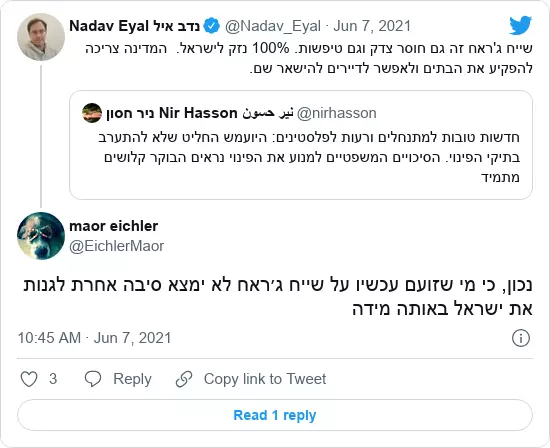 Nadav Eyal נדב איל @Nadav_Eyal · Jun 7, 2021
שייח ג'ראח זה גם חוסר צדק וגם טיפשות. 100% נזק לישראל. המדינה צריכה
להפקיע את הבתים ולאפשר לדיירים להישאר שם.
ניר חסון Nir Hasson نير حسون @nirhasson
חדשות טובות למתנחלים ורעות לפלסטינים: היועמש החליט שלא להתערב
בתיקי הפינוי. הסיכויים המשפטיים למנוע את הפינוי נראים הבוקר קלושים
מתמיד
maor eichler
@EichlerMaor
נכון, כי מי שזועם עכשיו על שייח ג׳ראח לא ימצא סיבה אחרת לגנות
את ישראל באותה מידה
10:45 AM · Jun 7, 2021
3 Reply Copy link to Tweet
Read 1 reply